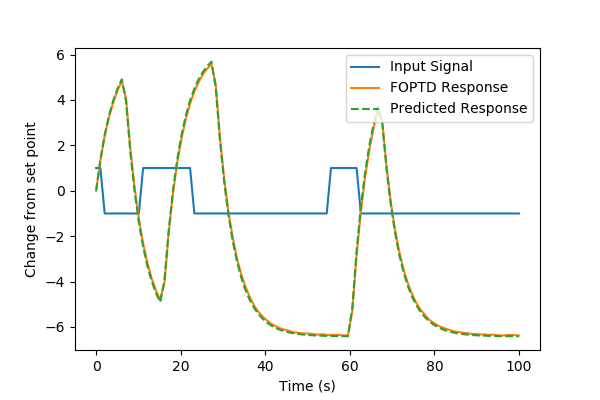 Input Signal
FOPTD Response
Predicted Response
Change from set point
6
4
2
0
−2
−4
−6
0
20
40
60
80
100
Time (s)